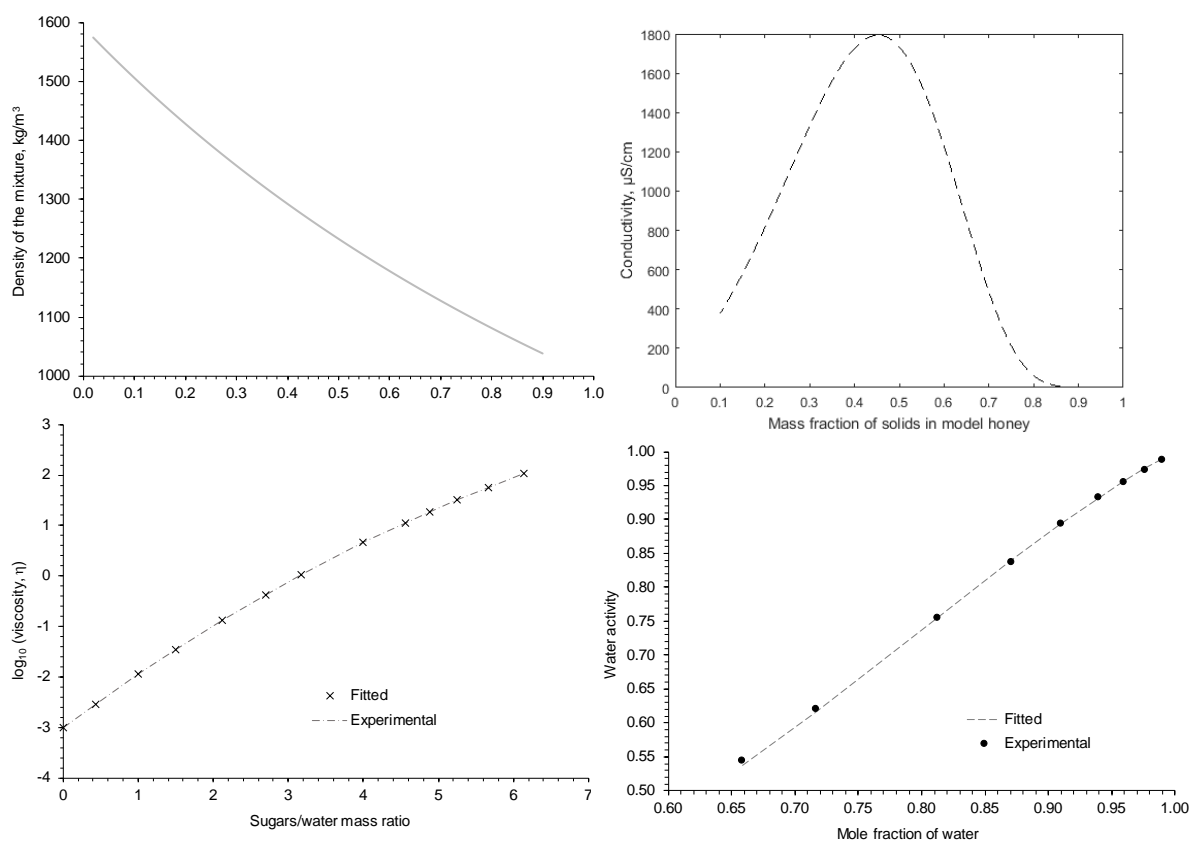 1600
1500
1400
1300
1200
1100
1000
Density of the mixture, kg/m³
0.0 0.1 0.2 0.3 0.4 0.5 0.6 0.7 0.8 0.9 1.0
1800
1600
1400
1200
1000
800
600
400
200
0
Conductivity, µS/cm
0 0.1 0.2 0.3 0.4 0.5 0.6 0.7 0.8 0.9 1
Mass fraction of solids in model honey
3
2
1
0
-1
-2
-3
-4
log₁₀ (viscosity, η)
Fitted
Experimental
0 1 2 3 4 5 6 7
Sugars/water mass ratio
1.00
0.95
0.90
0.85
0.80
0.75
0.70
0.65
0.60
0.55
0.50
Water activity
Fitted
Experimental
0.60 0.65 0.70 0.75 0.80 0.85 0.90 0.95 1.00
Mole fraction of water